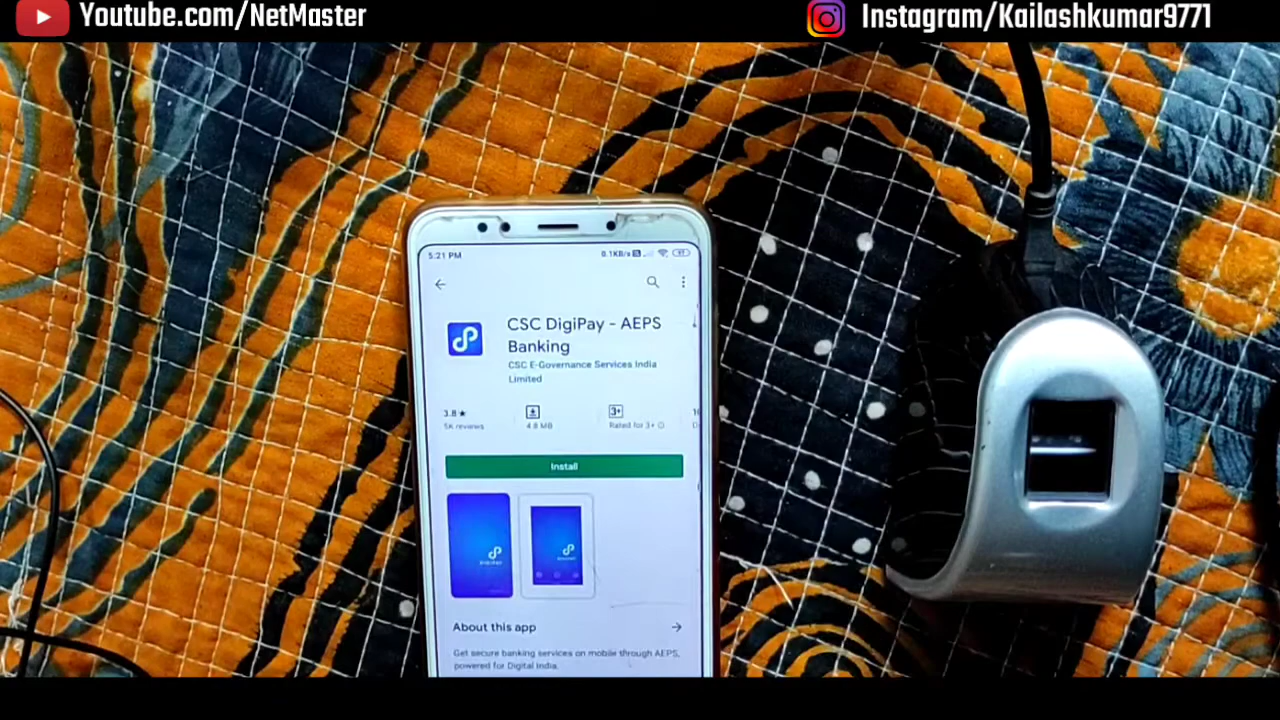 Youtube.com/NetMaster
Instagram/Kailashkumar9771
5:21 PM
0.1KB/s
CSC DigiPay - AEPS
Banking
CSC E-Governance Services India
Limited
3.8★
5K reviews
4.8 MB
3+
Rated for 3+
Install
About this app
Get secure banking services on mobile through AEPS,
powered for Digital India.